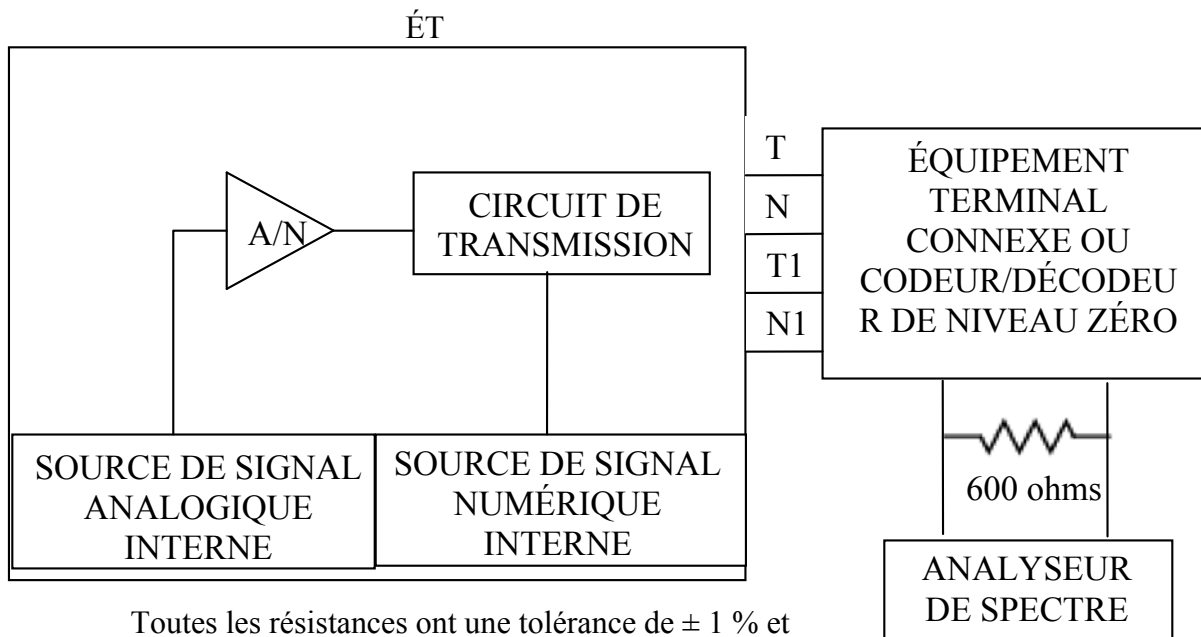 ÉT
A/N
CIRCUIT DE
TRANSMISSION
T
N
T1
N1
ÉQUIPEMENT
TERMINAL
CONNEXE OU
CODEUR/DÉCODEU
R DE NIVEAU ZÉRO
SOURCE DE SIGNAL
ANALOGIQUE
INTERNE
SOURCE DE SIGNAL
NUMÉRIQUE
INTERNE
600 ohms
ANALYSEUR
DE SPECTRE
Toutes les résistances ont une tolérance de ± 1 % et